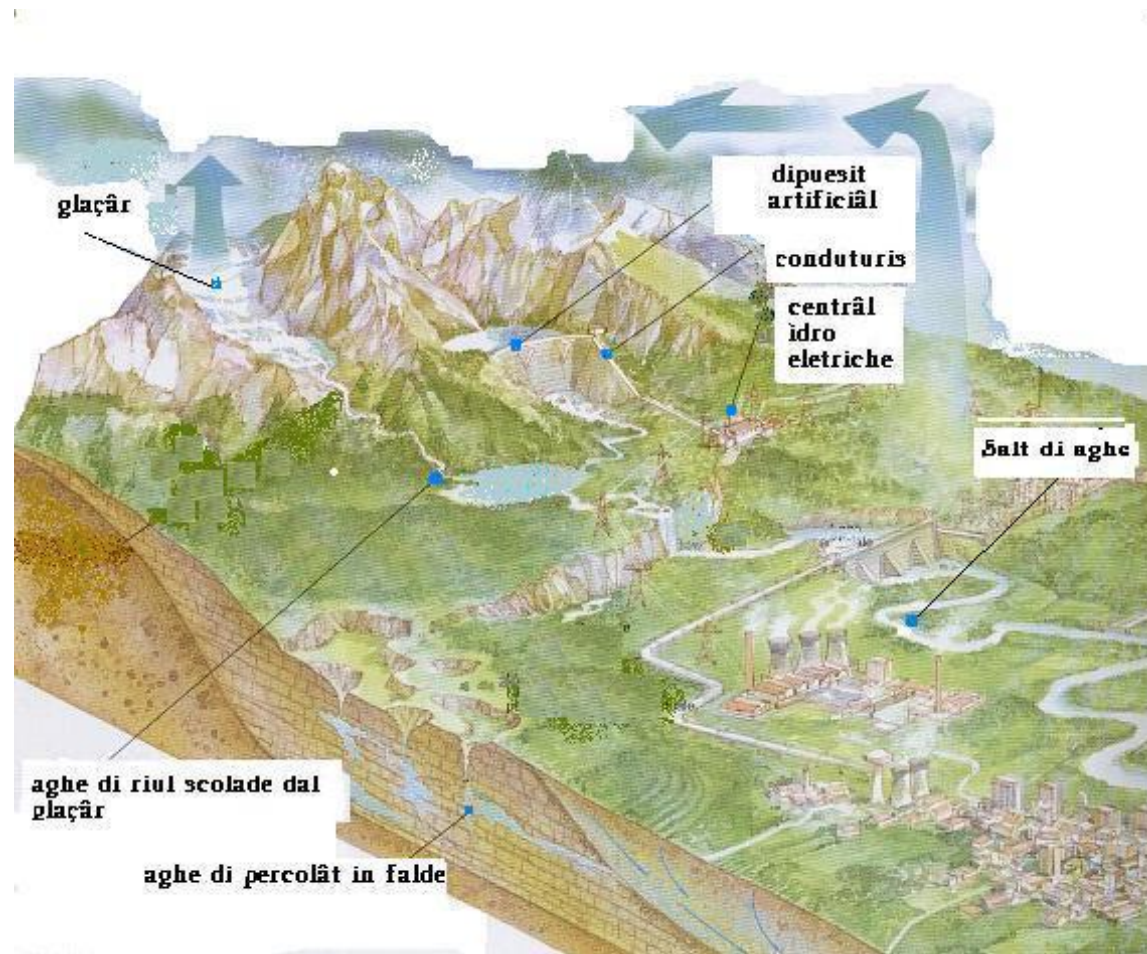 glaçâr
dipuesit
artificiâl
conduturis
centrâl
idro
eletriche
Salt di aghe
aghe di riul scolade dal
glaçâr
aghe di percolât in falde